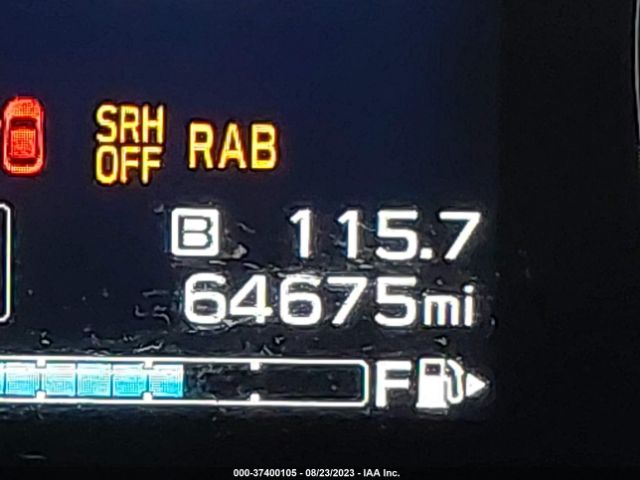 SRH
OFF
RAB
B 115.7
64675mi
F
000-37400105 - 08/23/2023 - IAA Inc.